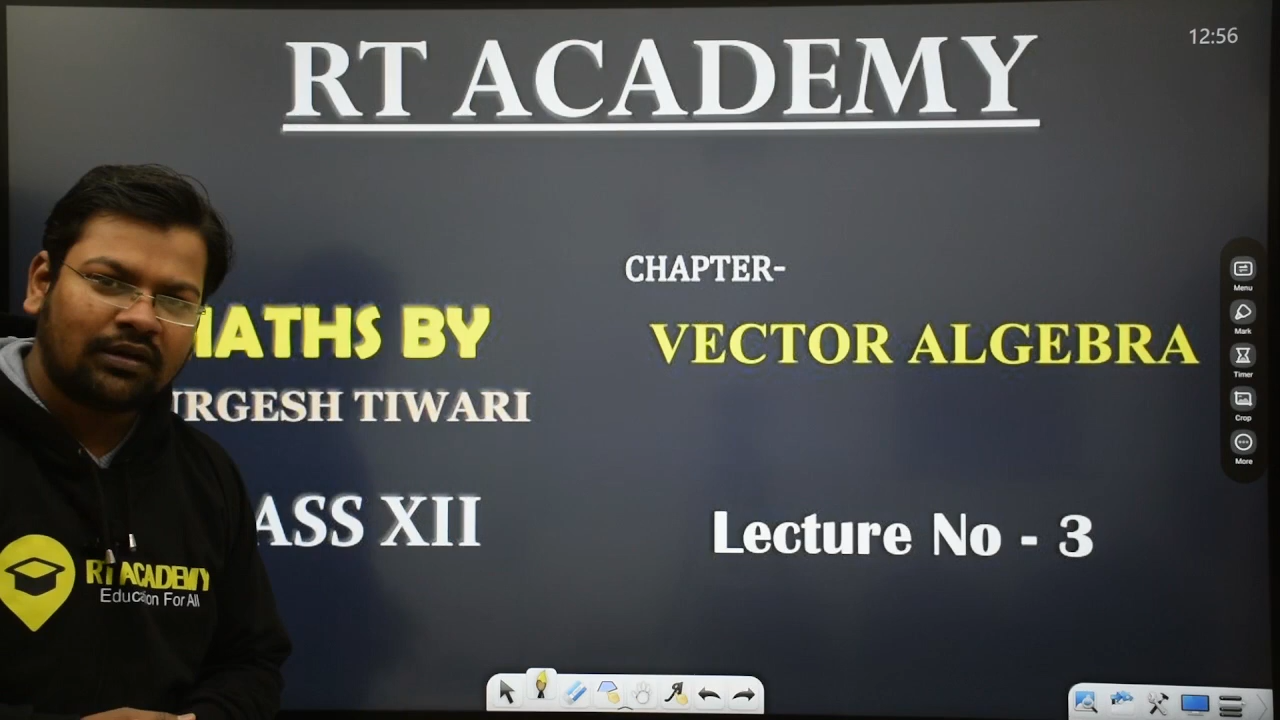 RT ACADEMY
12:56
CHAPTER-
MATHS BY
VECTOR ALGEBRA
URGESH TIWARI
ASS XII
Lecture No - 3
RT ACADEMY
Education For All
Menu
Mark
Timer
Crop
More